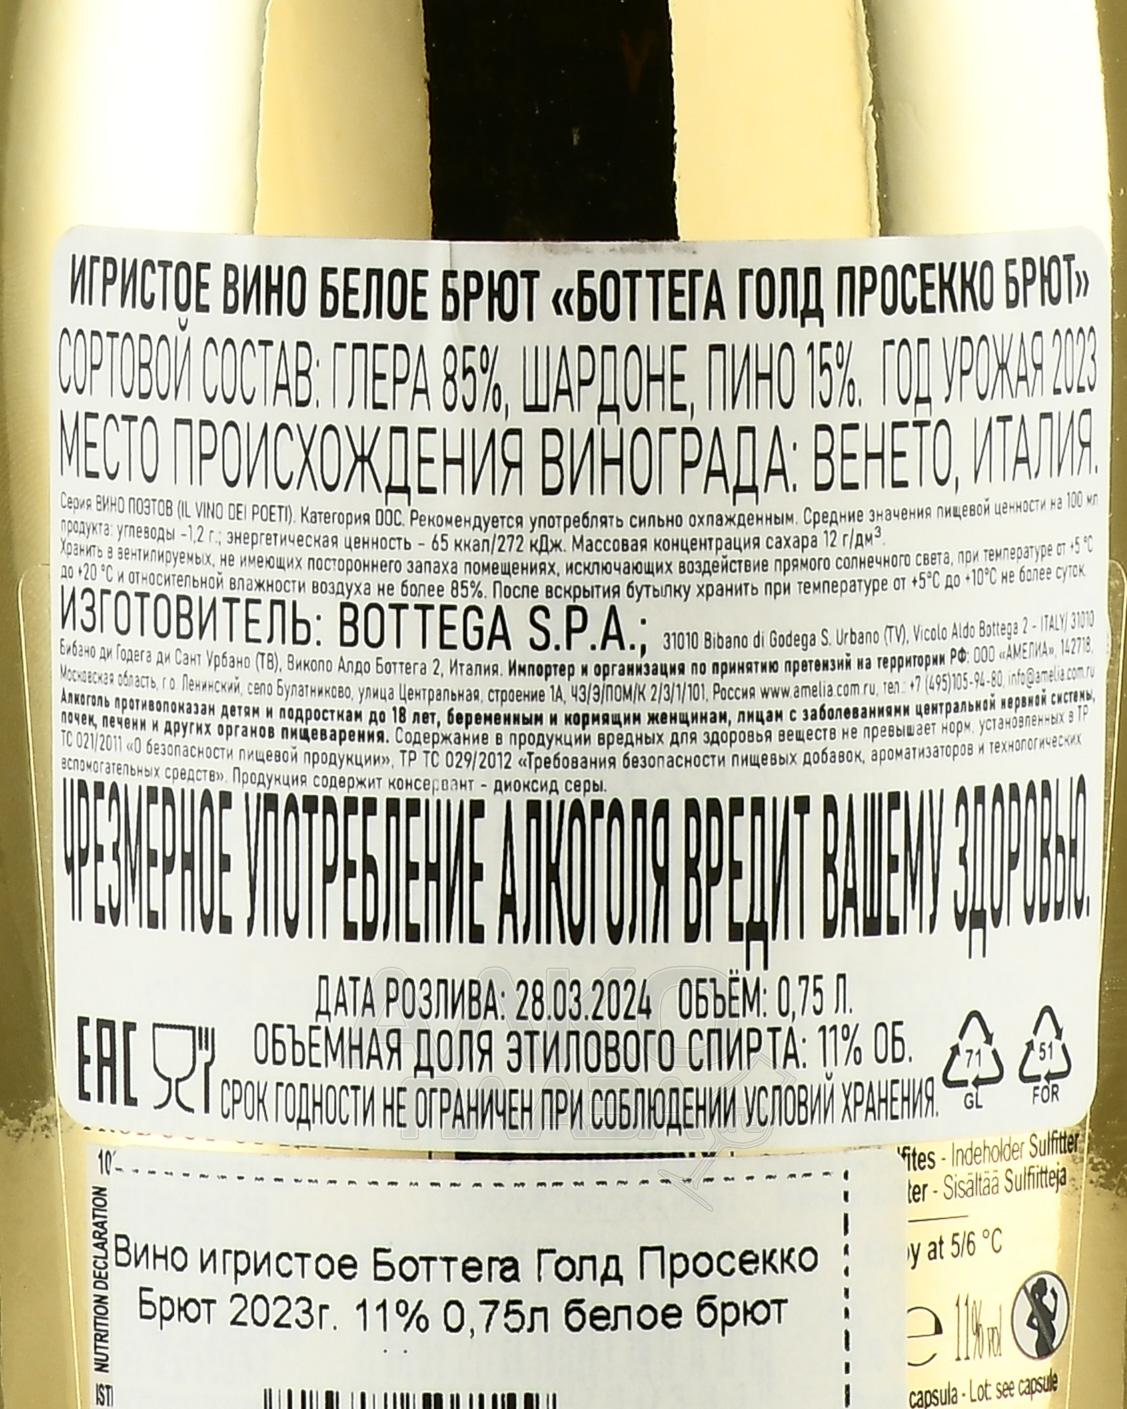 ИГРИСТОЕ ВИНО БЕЛОЕ БРЮТ «БОТТЕГА ГОЛД ПРОСЕККО БРЮТ»
СОРТОВОЙ СОСТАВ: ГЛЕРА 85%, ШАРДОНЕ, ПИНО 15%. ГОД УРОЖАЯ 2023
МЕСТО ПРОИСХОЖДЕНИЯ ВИНОГРАДА: ВЕНЕТО, ИТАЛИЯ.
Серия ВИНО ПОЭТОВ (IL VINO DEI POETI). Категория DOC. Рекомендуется употреблять сильно охлажденным. Средние значения пищевой ценности на 100 мл
продукта: углеводы -1,2 г.; энергетическая ценность - 65 ккал/272 кДж. Массовая концентрация сахара 12 г/дм³.
Хранить в вентилируемых, не имеющих постороннего запаха помещениях, исключающих воздействие прямого солнечного света, при температуре от +5 °C
до +20 °C и относительной влажности воздуха не более 85%. После вскрытия бутылку хранить при температуре от +5°C до +10°C не более суток.
ИЗГОТОВИТЕЛЬ: BOTTEGA S.P.A.; 31010 Bibano di Godega S. Urbano (TV), Vicolo Aldo Bottega 2 - ITALY/ 31010
Бибано ди Годега ди Сант Урбано (ТВ), Виколо Алдо Боттега 2, Италия. Импортер и организация по принятию претензий на территории РФ: ООО «АМЕЛИА», 142718,
Московская область, г.о. Ленинский, село Булатниково, улица Центральная, строение 1А, ЧЗ/Э/ПОМ/К 2/3/1/101, Россия www.amelia.com.ru, тел.: +7 (495)105-94-80, info@amelia.com.ru
Алкоголь противопоказан детям и подросткам до 18 лет, беременным и кормящим женщинам, лицам с заболеваниями центральной нервной системы,
почек, печени и других органов пищеварения. Содержание в продукции вредных для здоровья веществ не превышает норм, установленных в ТР
ТС 021/2011 «О безопасности пищевой продукции», ТР ТС 029/2012 «Требования безопасности пищевых добавок, ароматизаторов и технологических
вспомогательных средств». Продукция содержит консервант - диоксид серы.
ЧРЕЗМЕРНОЕ УПОТРЕБЛЕНИЕ АЛКОГОЛЯ ВРЕДИТ ВАШЕМУ ЗДОРОВЬЮ.
ДАТА РОЗЛИВА: 28.03.2024 ОБЪЁМ: 0,75 Л.
EAC ОБЪЕМНАЯ ДОЛЯ ЭТИЛОВОГО СПИРТА: 11% ОБ.
71 51
СРОК ГОДНОСТИ НЕ ОГРАНИЧЕН ПРИ СОБЛЮДЕНИИ УСЛОВИЙ ХРАНЕНИЯ.
GL FOR
fites - Indeholder Sulfitter
ter - Sisältää Sulfiitteja
y at 5/6 °C
NUTRITION DECLARATION
Вино игристое Боттега Голд Просекко
Брют 2023г. 11% 0,75л белое брют
e 11% vol
capsula - Lot: see capsule